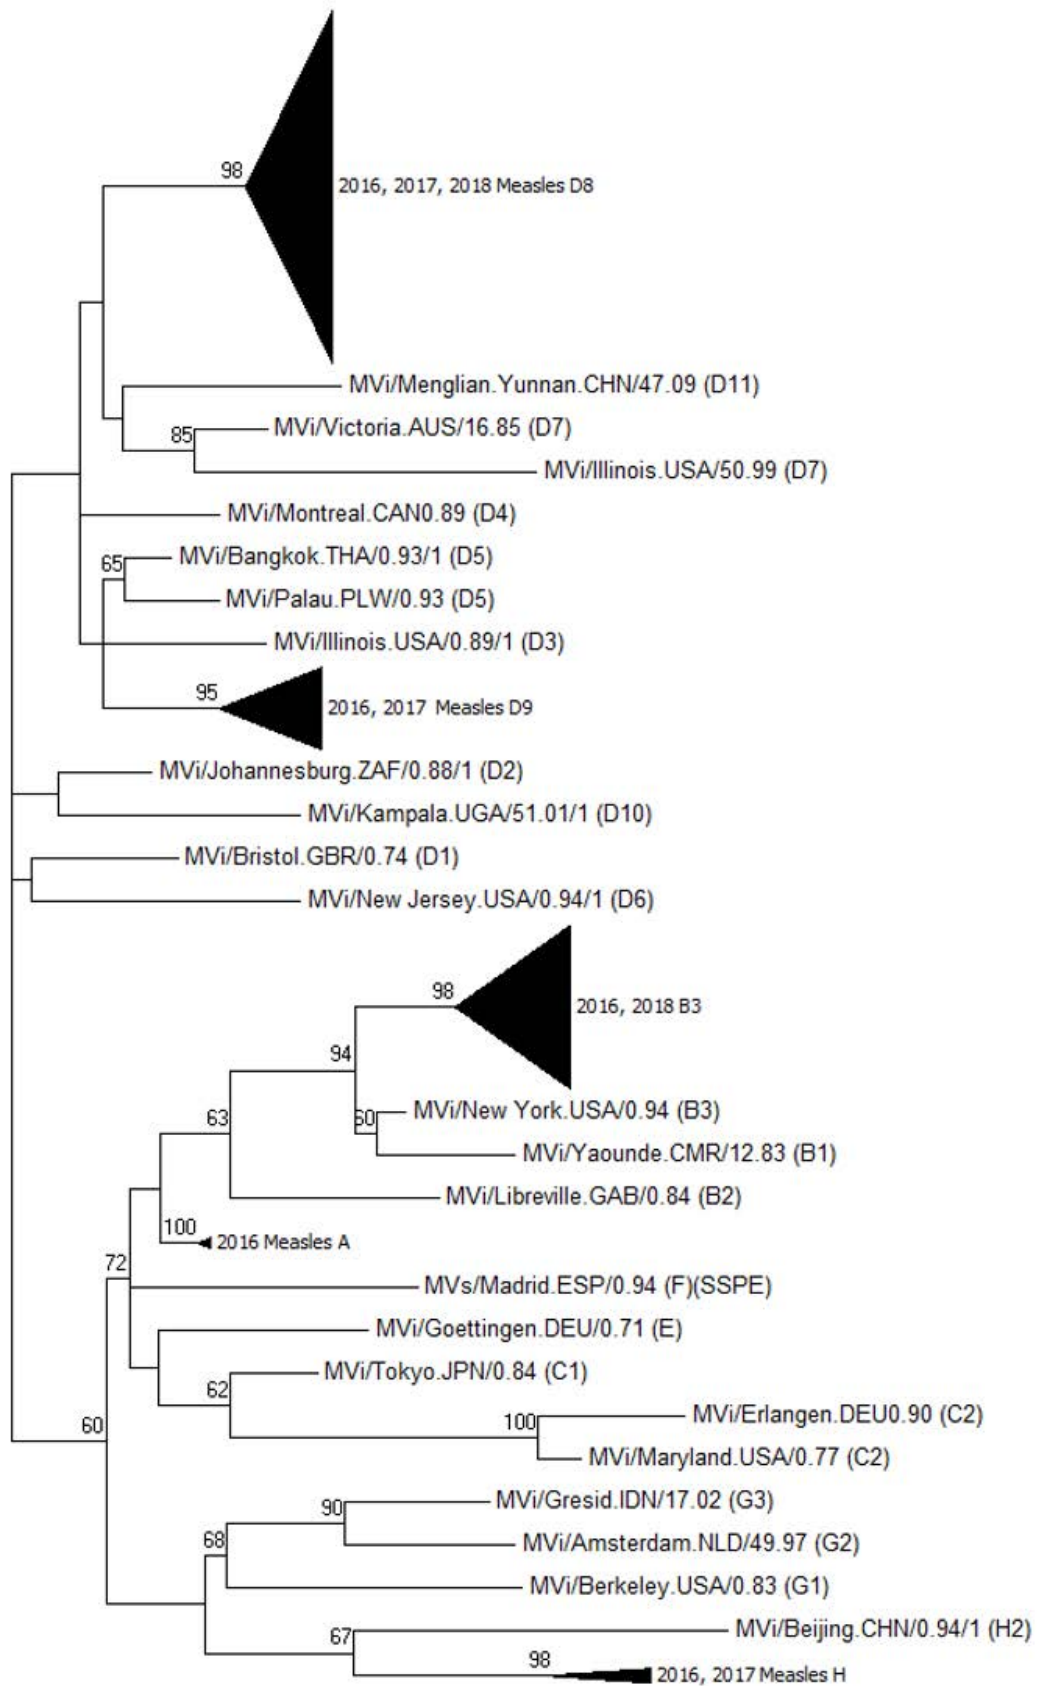 98
2016, 2017, 2018 Measles D8
MVi/Menglian.Yunnan.CHN/47.09 (D11)
85
MVi/Victoria.AUS/16.85 (D7)
MVi/Illinois.USA/50.99 (D7)
MVi/Montreal.CAN0.89 (D4)
65
MVi/Bangkok.THA/0.93/1 (D5)
MVi/Palau.PLW/0.93 (D5)
MVi/Illinois.USA/0.89/1 (D3)
95
2016, 2017 Measles D9
MVi/Johannesburg.ZAF/0.88/1 (D2)
MVi/Kampala.UGA/51.01/1 (D10)
MVi/Bristol.GBR/0.74 (D1)
MVi/New Jersey.USA/0.94/1 (D6)
98
2016, 2018 B3
94
60
MVi/New York.USA/0.94 (B3)
63
MVi/Yaounde.CMR/12.83 (B1)
MVi/Libreville.GAB/0.84 (B2)
100
2016 Measles A
72
MVs/Madrid.ESP/0.94 (F)(SSPE)
MVi/Goettingen.DEU/0.71 (E)
MVi/Tokyo.JPN/0.84 (C1)
62
MVi/Erlangen.DEU0.90 (C2)
100
60
MVi/Maryland.USA/0.77 (C2)
MVi/Gresid.IDN/17.02 (G3)
90
68
MVi/Amsterdam.NLD/49.97 (G2)
MVi/Berkeley.USA/0.83 (G1)
MVi/Beijing.CHN/0.94/1 (H2)
67
98
2016, 2017 Measles H